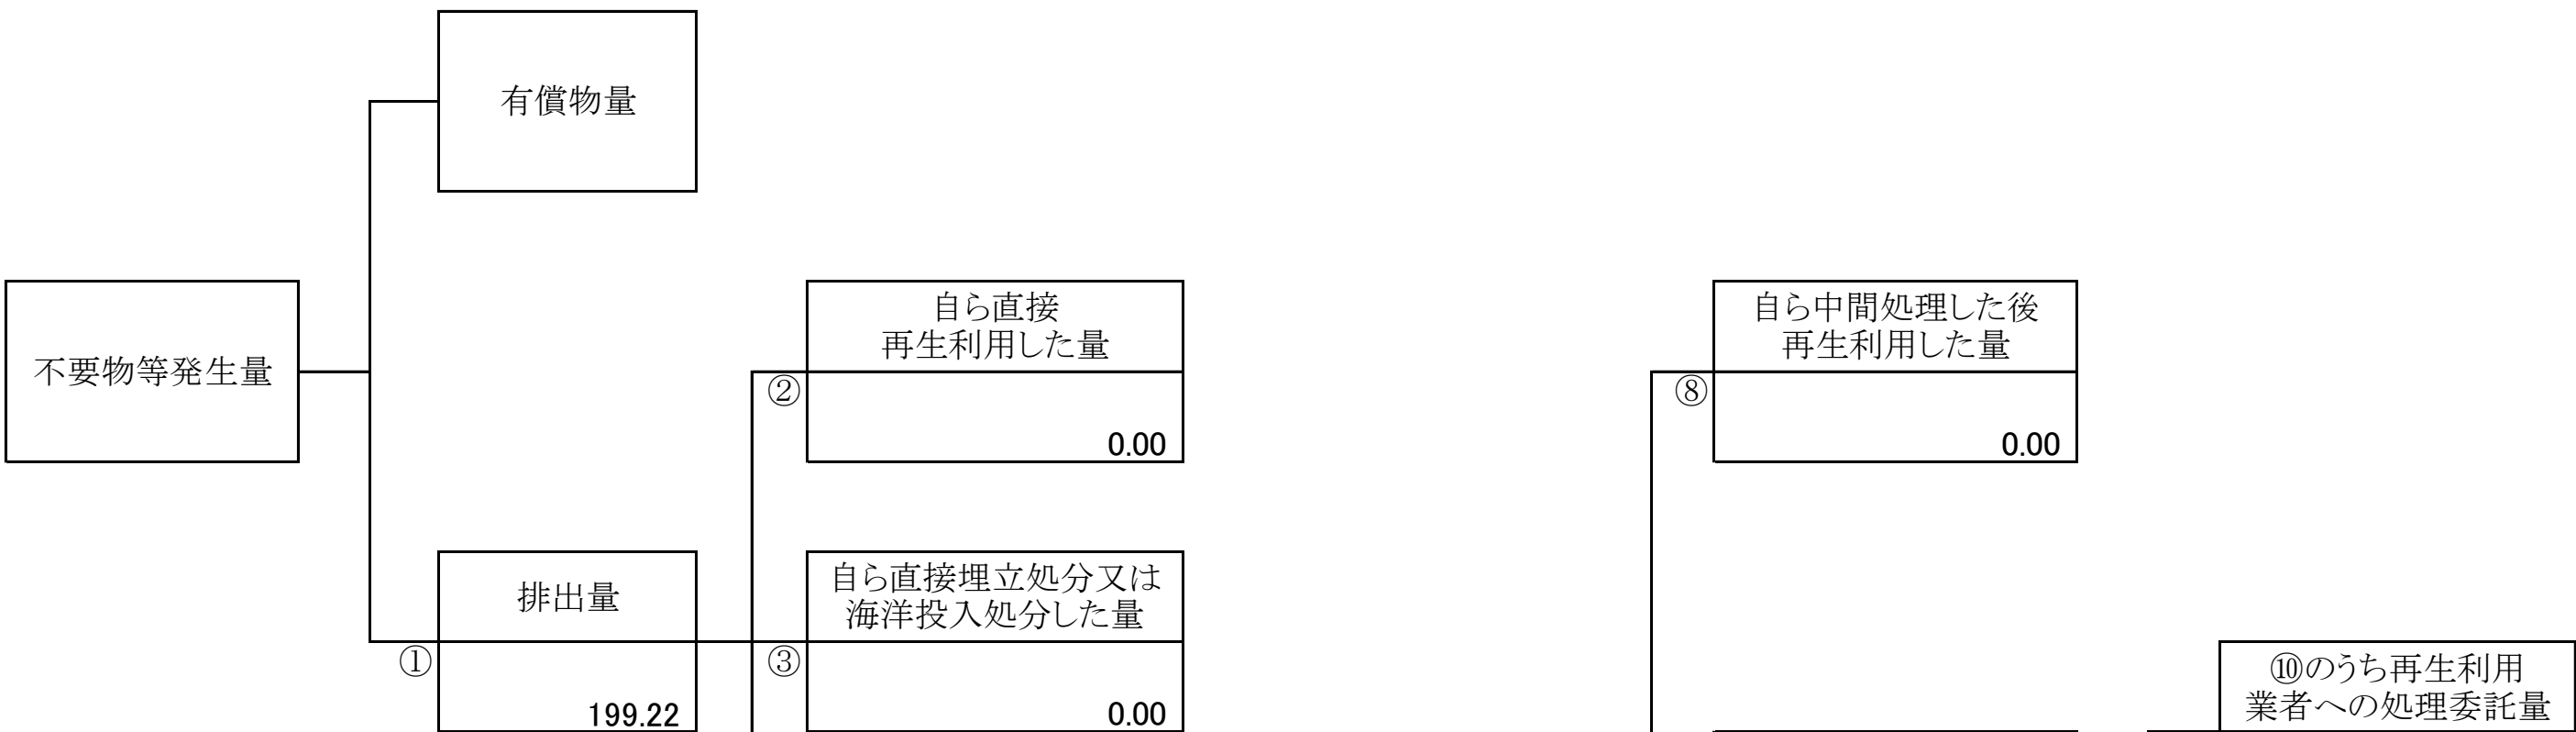 有償物量
不要物等発生量
自ら直接
再生利用した量
②
0.00
自ら中間処理した後
再生利用した量
⑧
0.00
排出量
①
199.22
自ら直接埋立処分又は
海洋投入処分した量
③
0.00
⑩のうち再生利用
業者への処理委託量